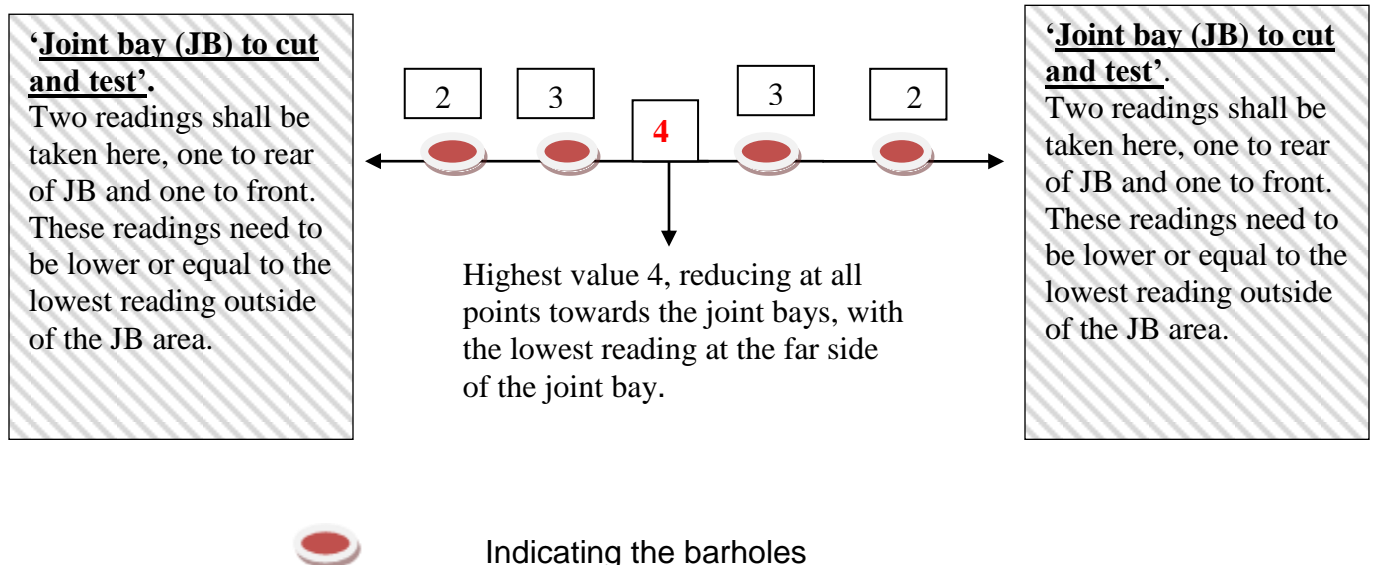 ‘Joint bay (JB) to cut
and test’.
Two readings shall be
taken here, one to rear
of JB and one to front.
These readings need to
be lower or equal to the
lowest reading outside
of the JB area.
2
3
4
3
2
Highest value 4, reducing at all
points towards the joint bays, with
the lowest reading at the far side
of the joint bay.
‘Joint bay (JB) to cut
and test’.
Two readings shall be
taken here, one to rear
of JB and one to front.
These readings need to
be lower or equal to the
lowest reading outside
of the JB area.
Indicating the barholes